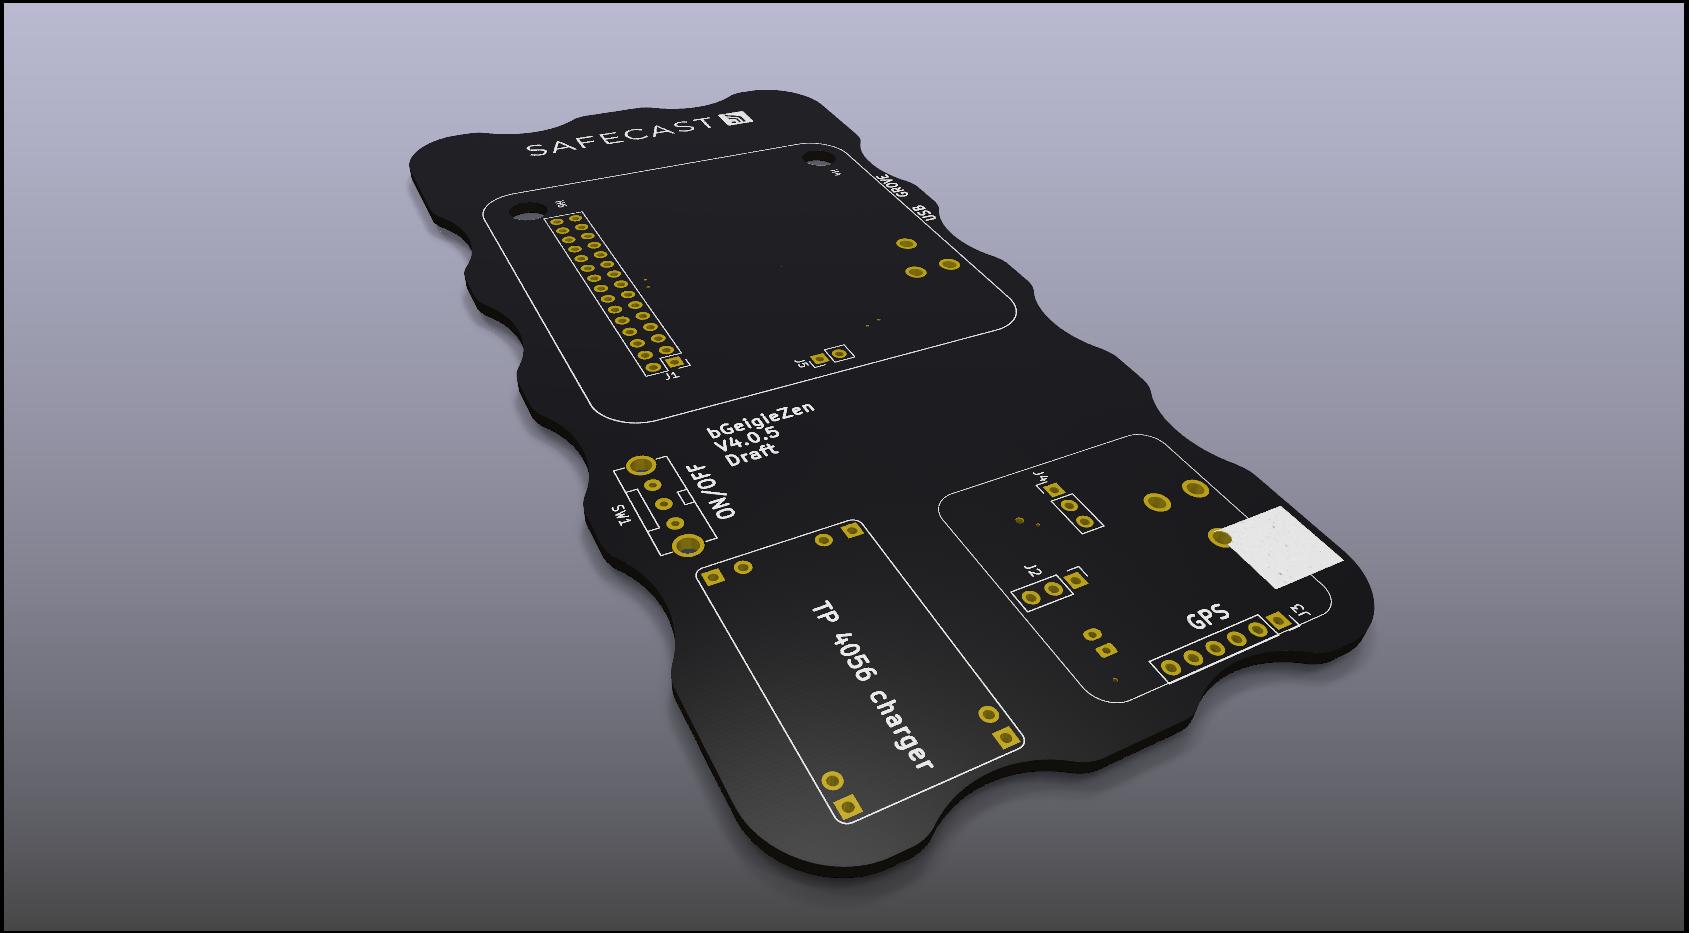 SAFECAST
GROVE
USB
J1
J5
bGeigieZen
V4.0.5
Draft
ON/OFF
SW1
J4
J2
TP 4056 charger
GPS
J3